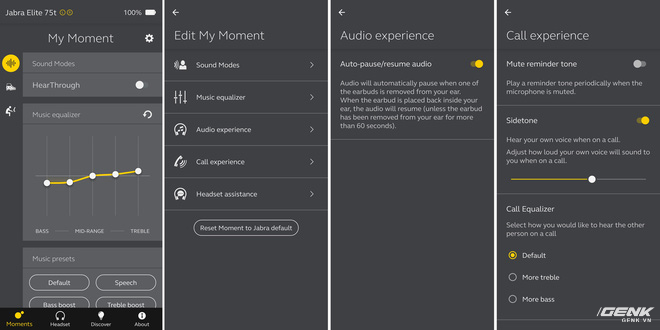 Jabra Elite 75t
100%
My Moment
Sound Modes
HearThrough
Music equalizer
BASS
MID-RANGE
TREBLE
Music presets
Default
Speech
Bass boost
Treble boost
Moments
Headset
Discover
About
Edit My Moment
Sound Modes
Music equalizer
Audio experience
Call experience
Headset assistance
Reset Moment to Jabra default
Audio experience
Auto-pause/resume audio
Audio will automatically pause when one of
the earbuds is removed from your ear.
When the earbud is placed back inside your
ear, the audio will resume (unless the earbud
has been removed from your ear for more
than 60 seconds).
Call experience
Mute reminder tone
Play a reminder tone periodically when the
microphone is muted.
Sidetone
Hear your own voice when on a call.
Adjust how loud your own voice will sound to
you when on a call.
Call Equalizer
Select how you would like to hear the other
person on a call
Default
More treble
More bass
GENK
GENK VN